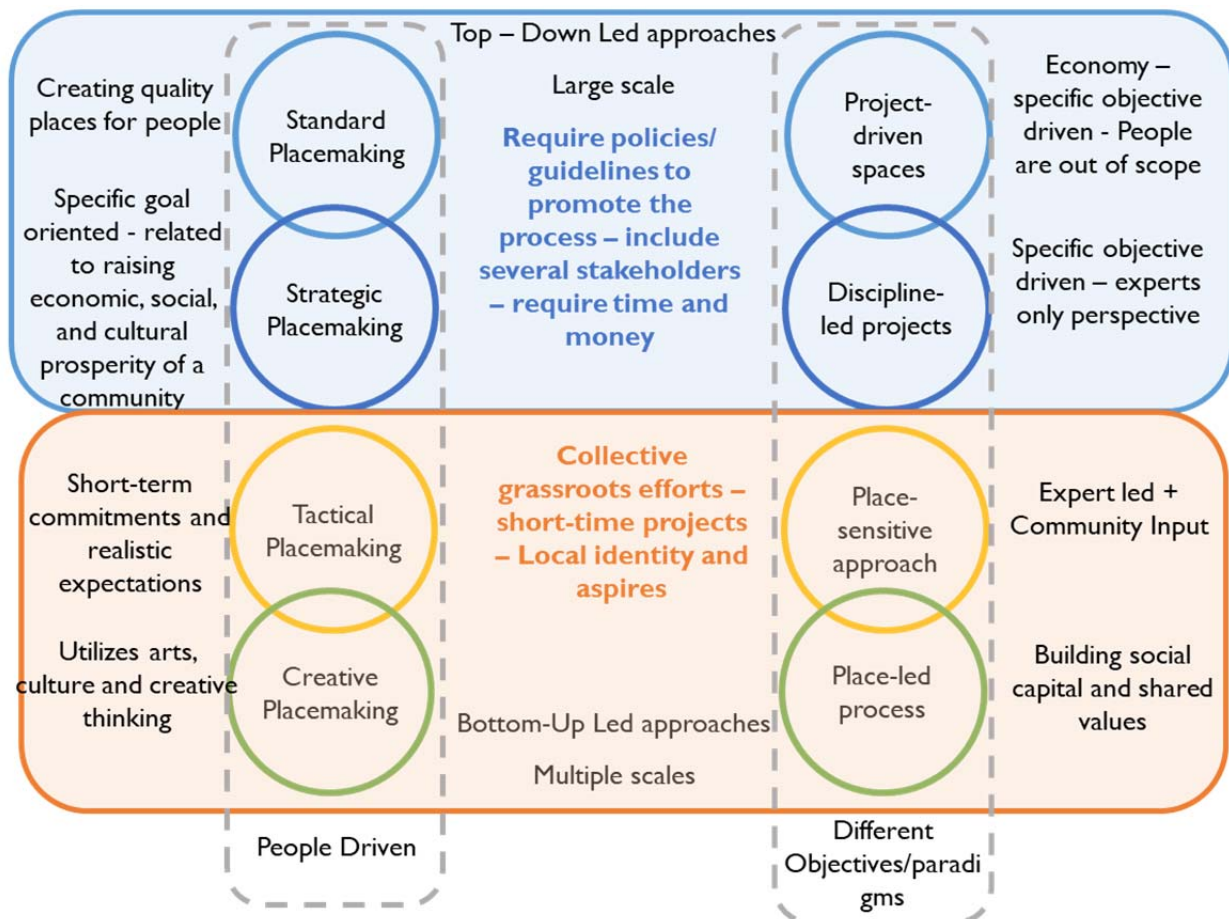 Top – Down Led approaches
Large scale
Require policies/
guidelines to
promote the
process – include
several stakeholders
– require time and
money
Creating quality
places for people
Standard
Placemaking
Project-
driven
spaces
Economy –
specific objective
driven - People
are out of scope
Specific goal
oriented - related
to raising
economic, social,
and cultural
prosperity of a
community
Strategic
Placemaking
Discipline-
led projects
Specific objective
driven – experts
only perspective
Short-term
commitments and
realistic
expectations
Tactical
Placemaking
Collective
grassroots efforts –
short-time projects
– Local identity and
aspires
Place-
sensitive
approach
Expert led +
Community Input
Utilizes arts,
culture and creative
thinking
Creative
Placemaking
Bottom-Up Led approaches
Multiple scales
Place-led
process
Building social
capital and shared
values
People Driven
Different
Objectives/paradi
gms